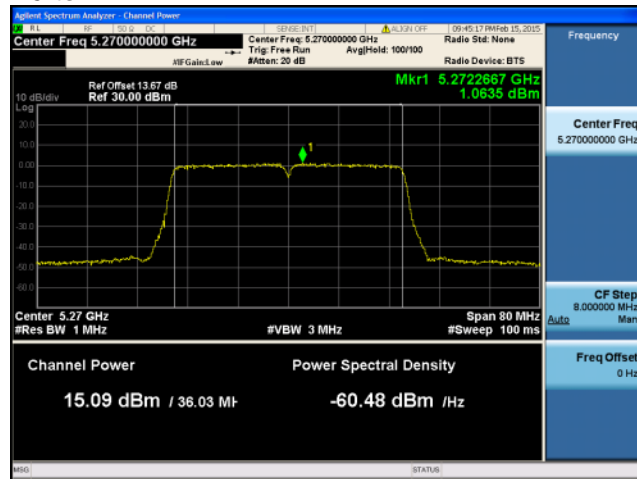 Agilent Spectrum Analyzer - Channel Power
RL RF 50 Ω DC SENSE:INT ALIGN OFF 09:45:17 PM Feb 15, 2015
Center Freq 5.270000000 GHz
Center Freq: 5.270000000 GHz
Radio Std: None
Trig: Free Run Avg|Hold: 100/100
#IFGain:Low #Atten: 20 dB Radio Device: BTS
Frequency
Ref Offset 13.67 dB
Mkr1 5.2722667 GHz
10 dB/div Ref 30.00 dBm
1.0635 dBm
Log
20.0
10.0
0.00
-10.0
-20.0
-30.0
-40.0
-50.0
-60.0
1
Center 5.27 GHz Span 80 MHz
#Res BW 1 MHz #VBW 3 MHz #Sweep 100 ms
Channel Power Power Spectral Density
15.09 dBm / 36.03 MH -60.48 dBm /Hz
Center Freq
5.270000000 GHz
CF Step
8.000000 MHz
Auto Man
Freq Offset
0 Hz
MSG STATUS